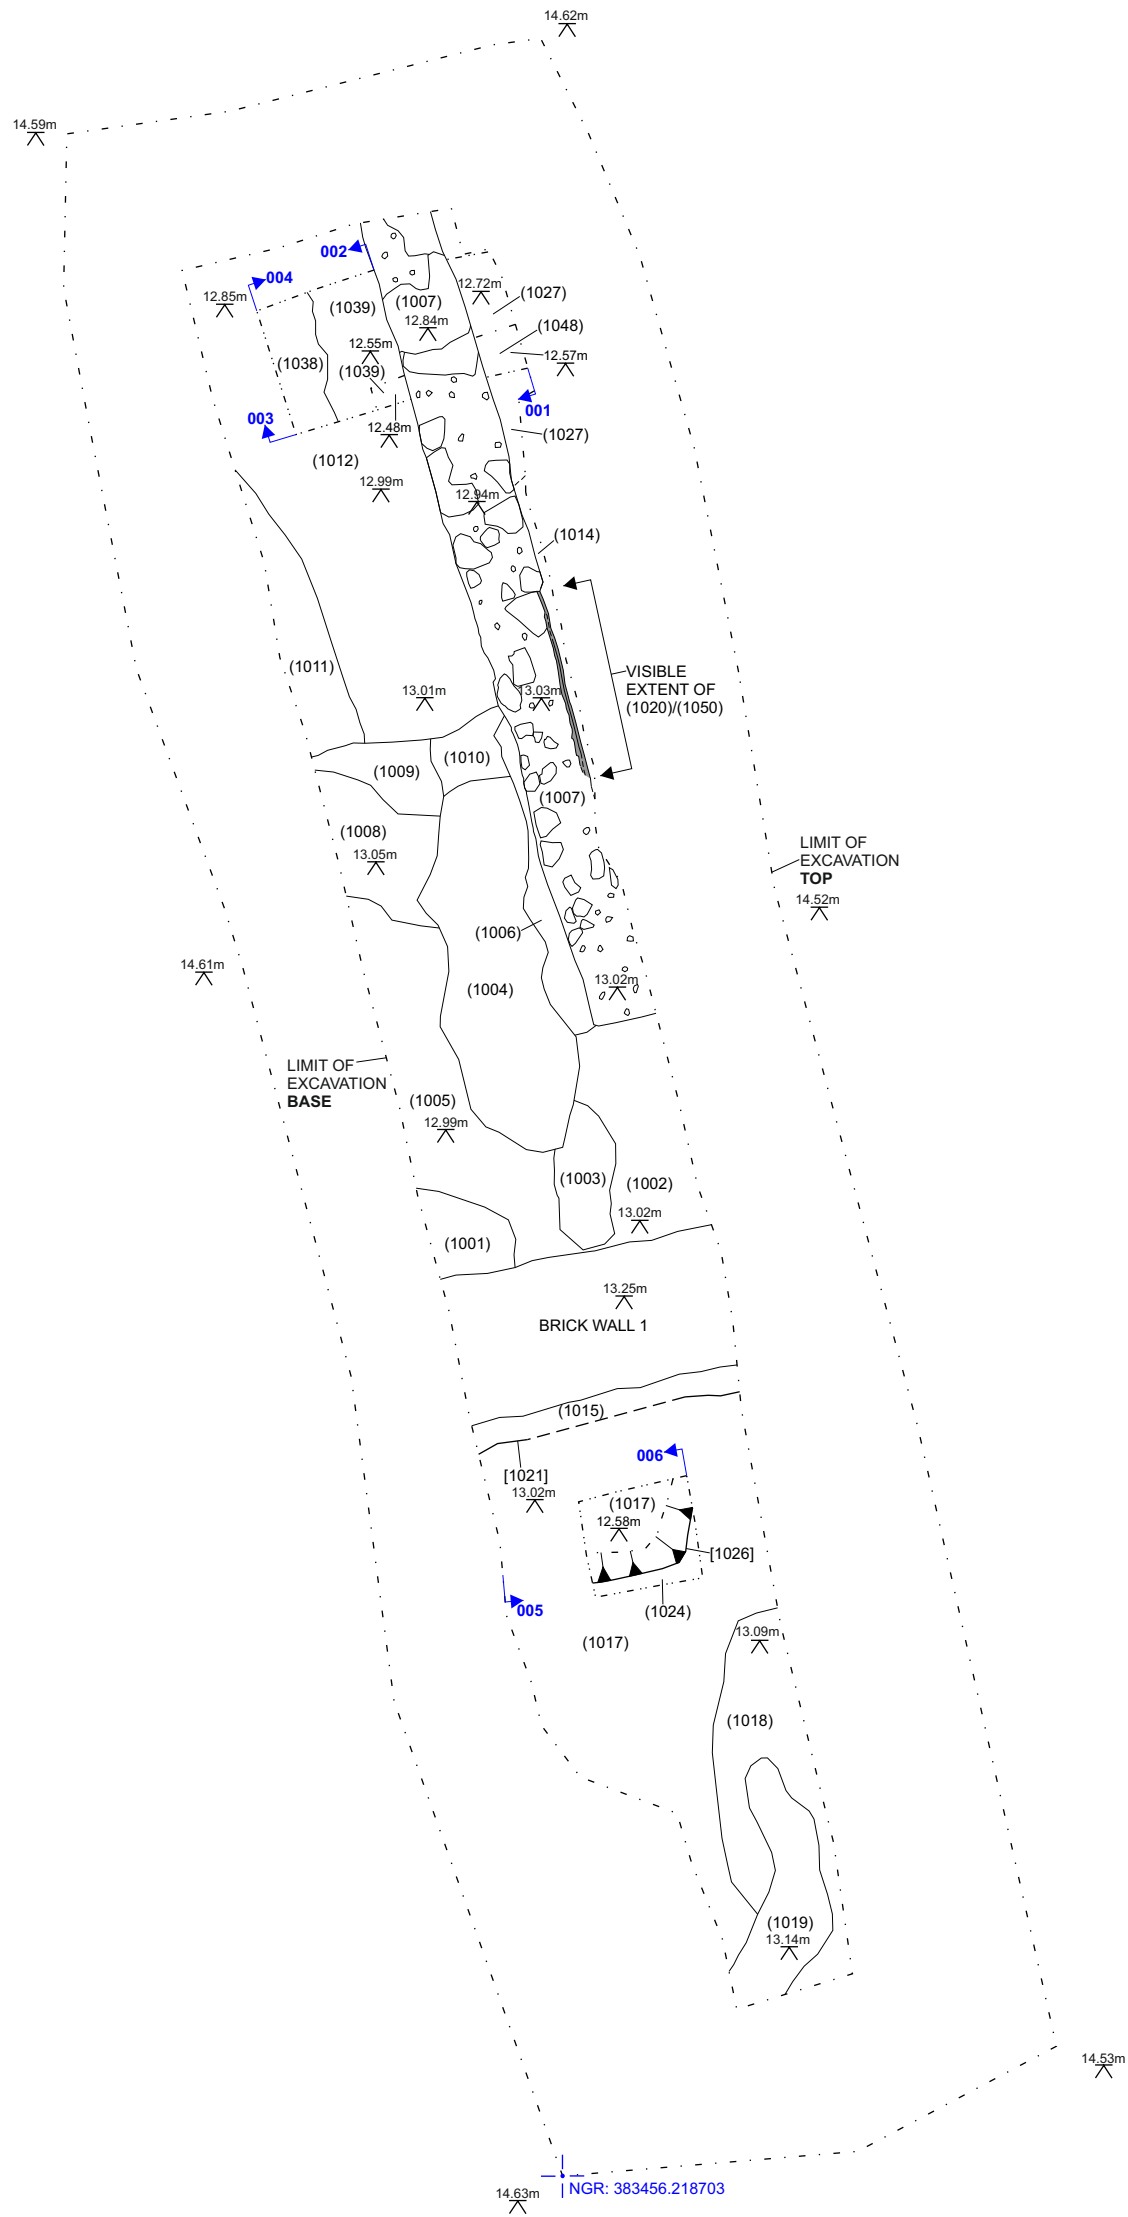 14.62m
14.59m
002
004
12.72m
12.85m
(1027)
(1039)
(1007)
12.84m
(1048)
12.55m
12.57m
(1038)
(1039)
001
003
12.48m
(1027)
(1012)
12.99m
12.94m
(1014)
(1011)
VISIBLE
EXTENT OF
(1020)/(1050)
13.01m
13.03m
(1010)
(1009)
(1007)
(1008)
13.05m
LIMIT OF
EXCAVATION
TOP
14.52m
(1006)
14.61m
(1004)
13.02m
LIMIT OF
EXCAVATION
BASE
(1005)
12.99m
(1003)
(1002)
13.02m
(1001)
13.25m
BRICK WALL 1
(1015)
006
[1021]
13.02m
(1017)
12.58m
[1026]
005
(1024)
13.09m
(1017)
(1018)
(1019)
13.14m
14.53m
NGR: 383456.218703
14.63m